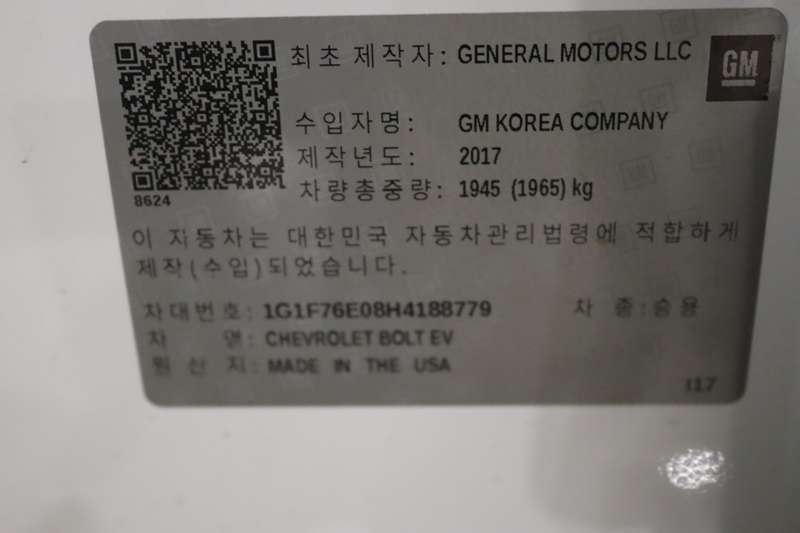 최초 제작자: GENERAL MOTORS LLC
GM
수입자명: GM KOREA COMPANY
제작년도: 2017
차량총중량: 1945 (1965) kg
8624
이 자동차는 대한민국 자동차관리법령에 적합하게
제작(수입)되었습니다.
차대번호: 1G1F76E08H4188779 차 종: 승용
차 명: CHEVROLET BOLT EV
원산지: MADE IN THE USA
I17